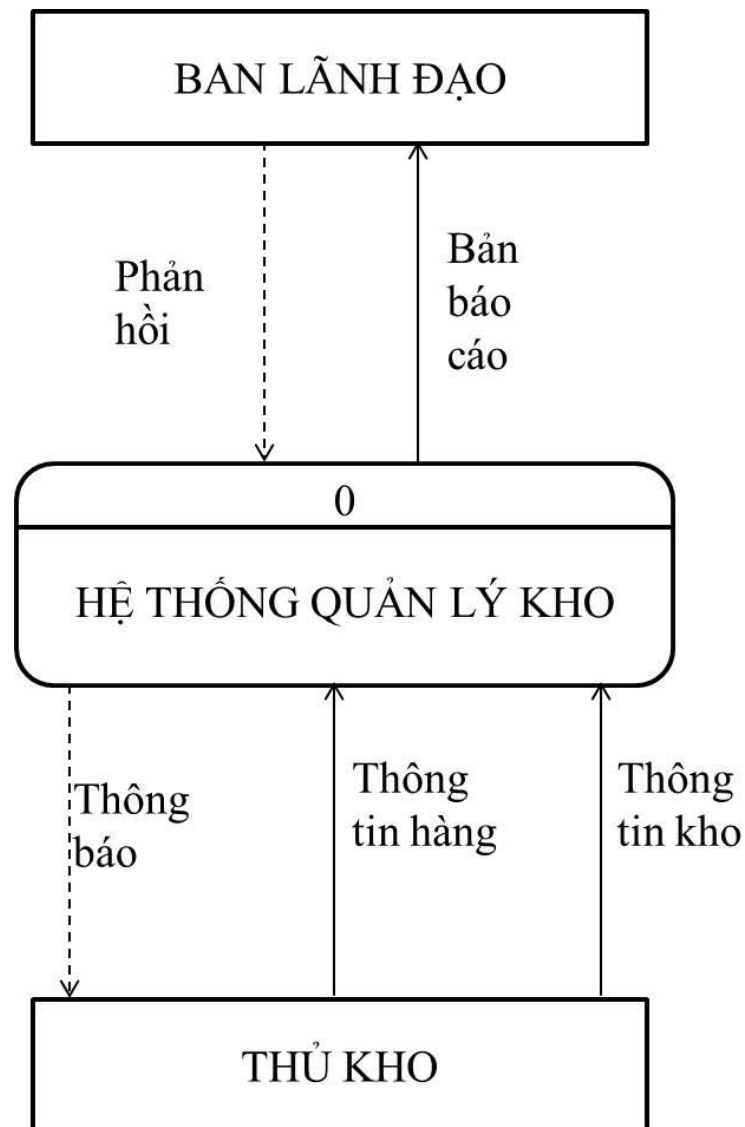 BAN LÃNH ĐẠO
Phản
hồi
Bản
báo
cáo
0
HỆ THỐNG QUẢN LÝ KHO
Thông
báo
Thông
tin hàng
Thông
tin kho
THỦ KHO